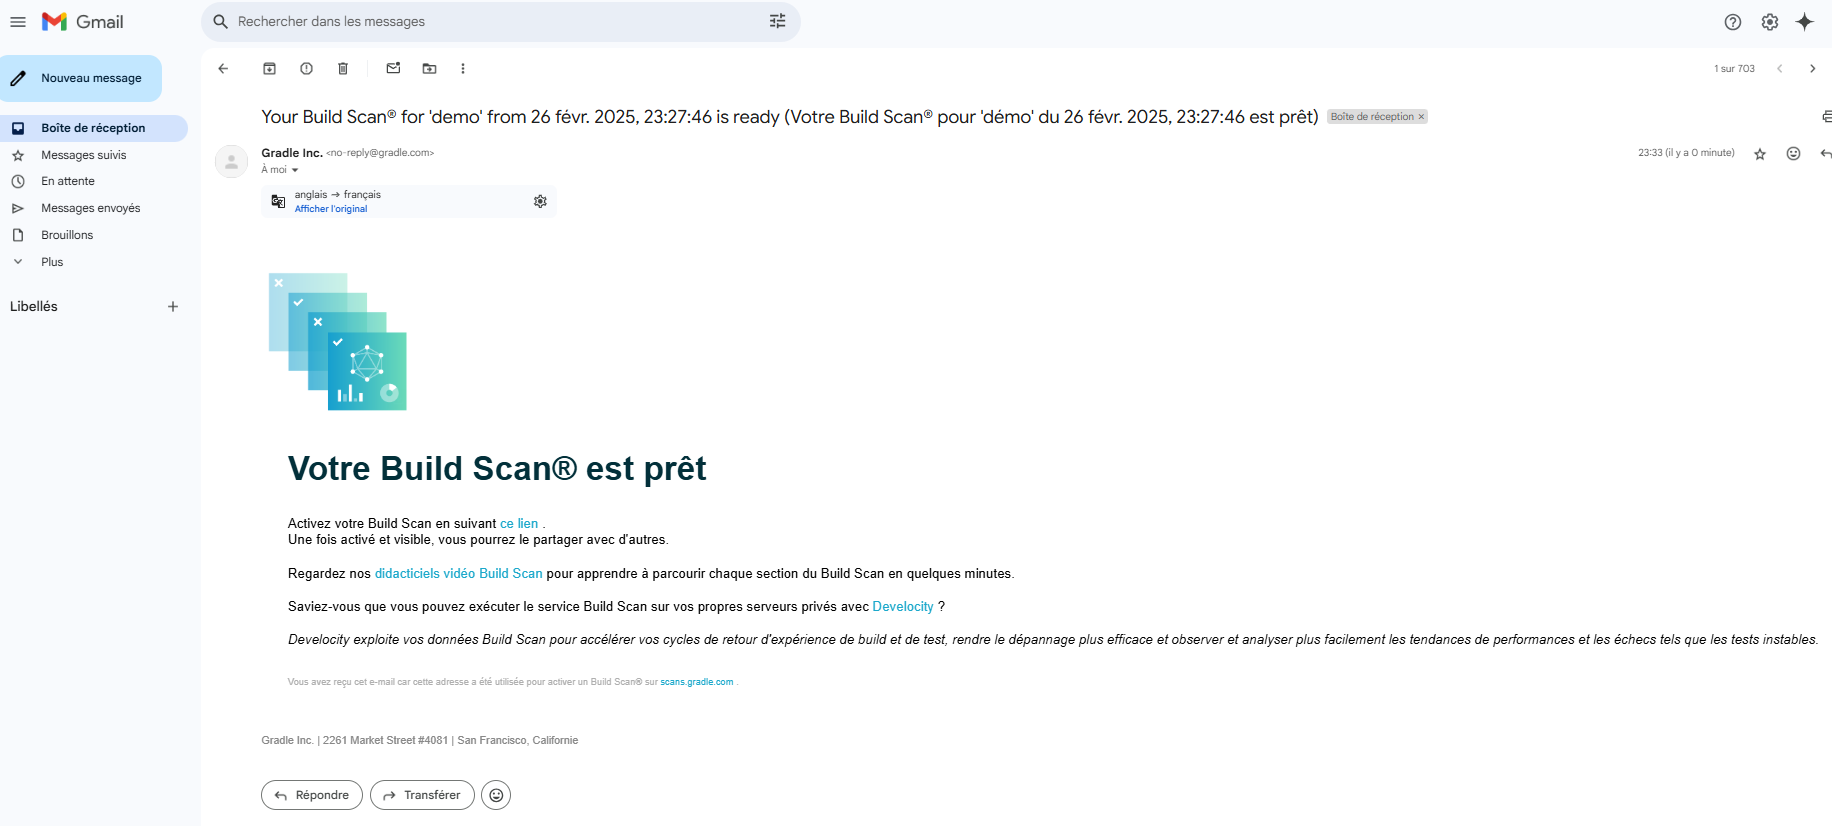 Gmail
Rechercher dans les messages
Nouveau message
1 sur 703
Boîte de réception
Messages suivis
En attente
Messages envoyés
Brouillons
Plus
Libellés
Your Build Scan® for 'demo' from 26 févr. 2025, 23:27:46 is ready (Votre Build Scan® pour 'démo' du 26 févr. 2025, 23:27:46 est prêt) Boîte de réception ×
Gradle Inc. <no-reply@gradle.com> 23:33 (il y a 0 minute)
À moi
anglais → français
Afficher l'original
Votre Build Scan® est prêt
Activez votre Build Scan en suivant ce lien .
Une fois activé et visible, vous pourrez le partager avec d'autres.
Regardez nos didacticiels vidéo Build Scan pour apprendre à parcourir chaque section du Build Scan en quelques minutes.
Saviez-vous que vous pouvez exécuter le service Build Scan sur vos propres serveurs privés avec Develocity ?
Develocity exploite vos données Build Scan pour accélérer vos cycles de retour d'expérience de build et de test, rendre le dépannage plus efficace et observer et analyser plus facilement les tendances de performances et les échecs tels que les tests instables.
Vous avez reçu cet e-mail car cette adresse a été utilisée pour activer un Build Scan® sur scans.gradle.com .
Gradle Inc. | 2261 Market Street #4081 | San Francisco, Californie
Répondre
Transférer